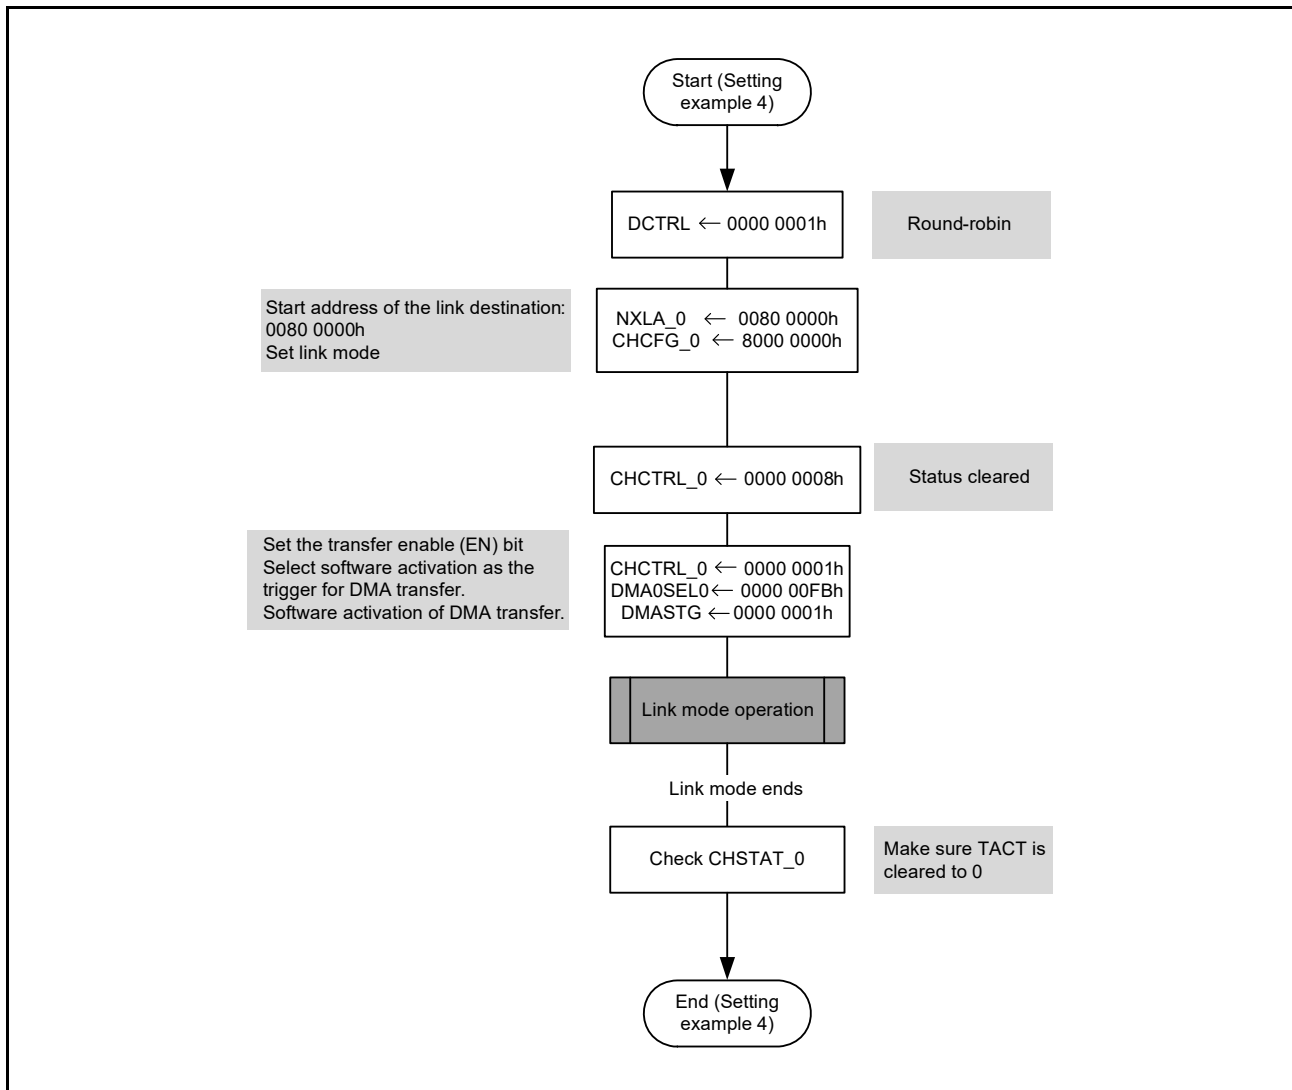 Start (Setting
example 4)
DCTRL ← 0000 0001h
Round-robin
Start address of the link destination:
0080 0000h
Set link mode
NXLA_0 ← 0080 0000h
CHCFG_0 ← 8000 0000h
CHCTRL_0 ← 0000 0008h
Status cleared
Set the transfer enable (EN) bit
Select software activation as the
trigger for DMA transfer.
Software activation of DMA transfer.
CHCTRL_0 ← 0000 0001h
DMA0SEL0 ← 0000 00FBh
DMASTG ← 0000 0001h
Link mode operation
Link mode ends
Check CHSTAT_0
Make sure TACT is
cleared to 0
End (Setting
example 4)